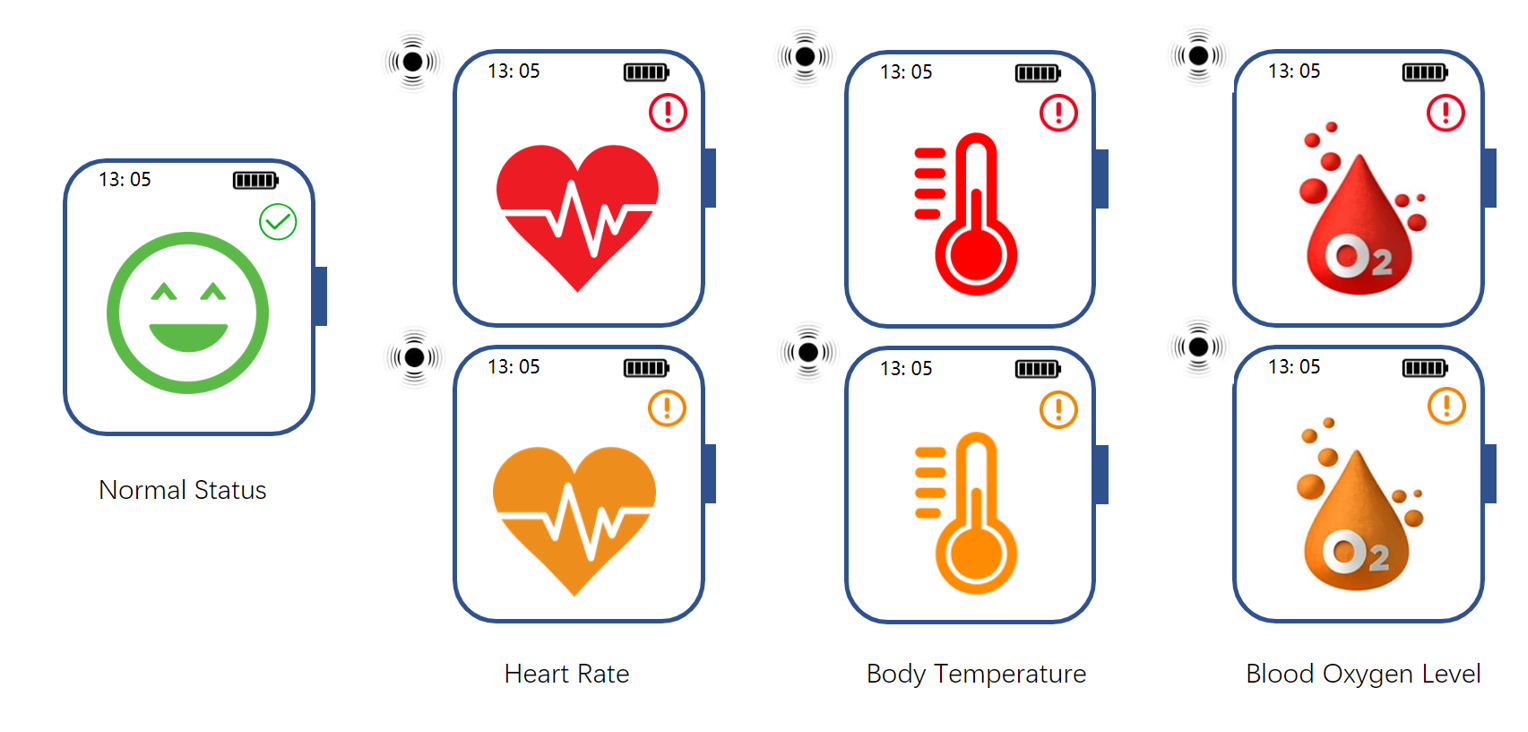 13: 05
13: 05
13: 05
13: 05
O2
13: 05
13: 05
13: 05
O2
Normal Status
Heart Rate
Body Temperature
Blood Oxygen Level